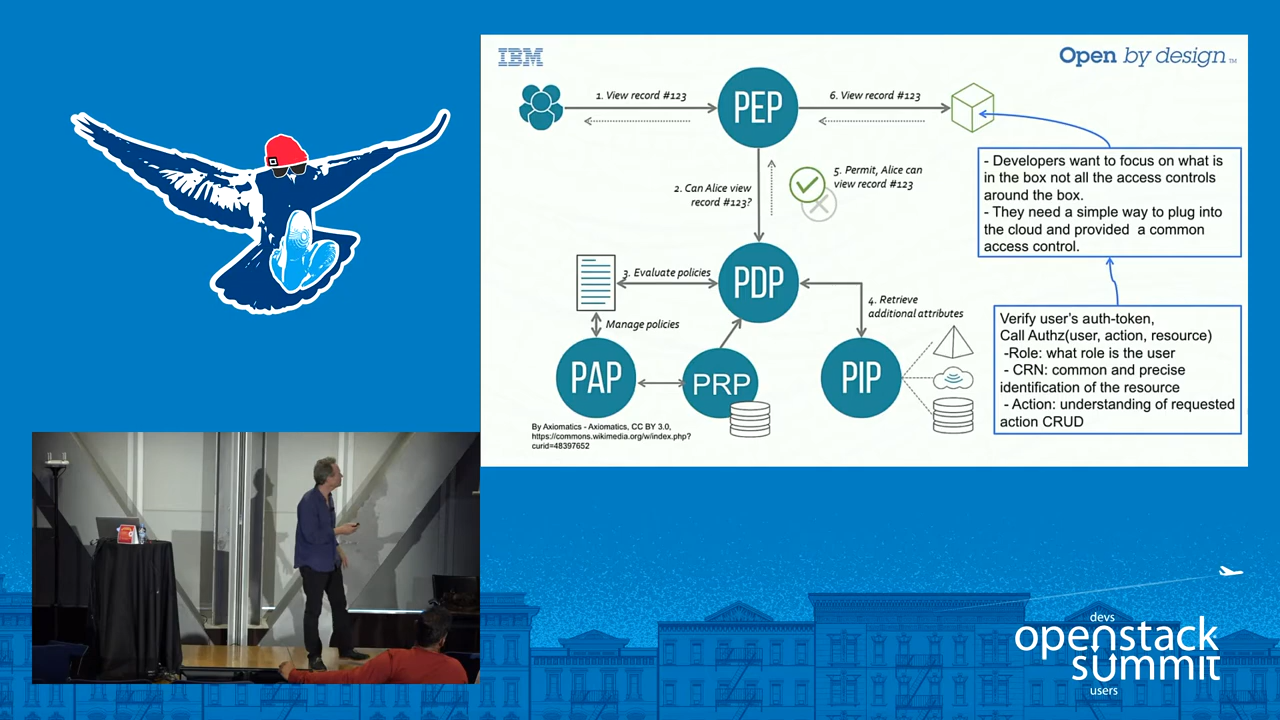 IBM
Open by design™
1. View record #123
PEP
6. View record #123
2. Can Alice view
record #123?
5. Permit, Alice can
view record #123
- Developers want to focus on what is
in the box not all the access controls
around the box.
- They need a simple way to plug into
the cloud and provided a common
access control.
3. Evaluate policies
PDP
4. Retrieve
additional attributes
Manage policies
PAP
PRP
PIP
Verify user's auth-token,
Call Authz(user, action, resource)
-Role: what role is the user
- CRN: common and precise
identification of the resource
- Action: understanding of requested
action CRUD
By Axiomatics - Axiomatics, CC BY 3.0,
https://commons.wikimedia.org/w/index.php?
curid=48397652
devs
openstack
summit
users